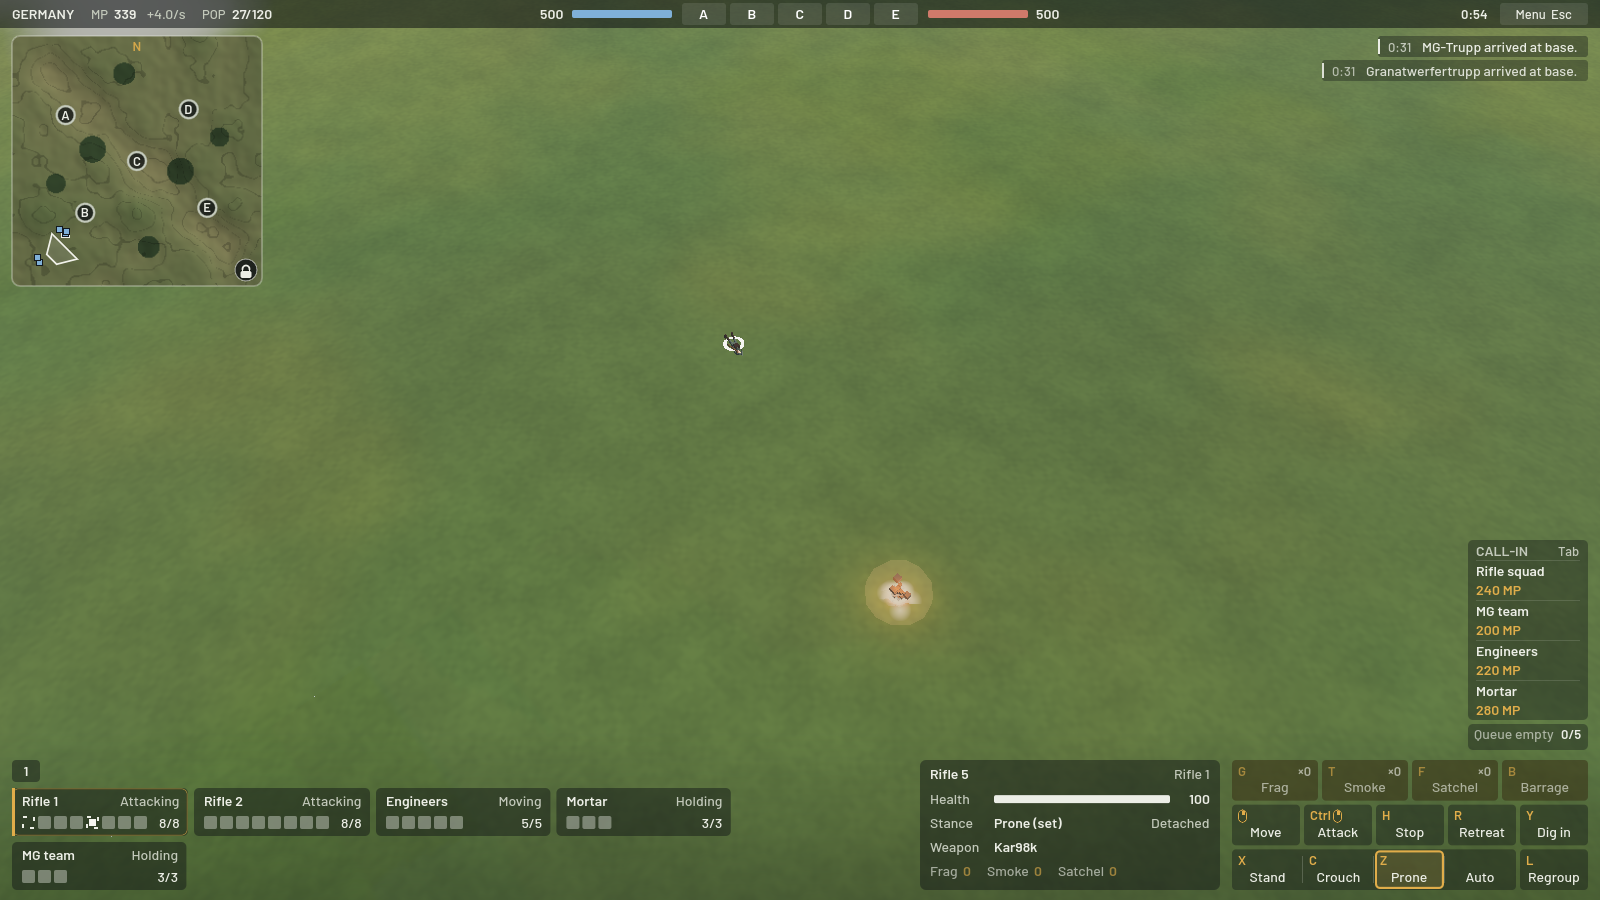 GERMANY MP 339 +4.0/s POP 27/120
500 A B C D E 500
0:54 Menu Esc
N
A
D
C
B
E
0:31 MG-Trupp arrived at base.
0:31 Granatwerfertrupp arrived at base.
CALL-IN Tab
Rifle squad
240 MP
MG team
200 MP
Engineers
220 MP
Mortar
280 MP
Queue empty 0/5
1
Rifle 1 Attacking
8/8
Rifle 2 Attacking
8/8
Engineers Moving
5/5
Mortar Holding
3/3
MG team Holding
3/3
Rifle 5 Rifle 1
Health 100
Stance Prone (set) Detached
Weapon Kar98k
Frag 0 Smoke 0 Satchel 0
G ×0
Frag
T ×0
Smoke
F ×0
Satchel
B
Barrage
Move
Ctrl
Attack
H
Stop
R
Retreat
Y
Dig in
X
Stand
C
Crouch
Z
Prone
Auto
L
Regroup